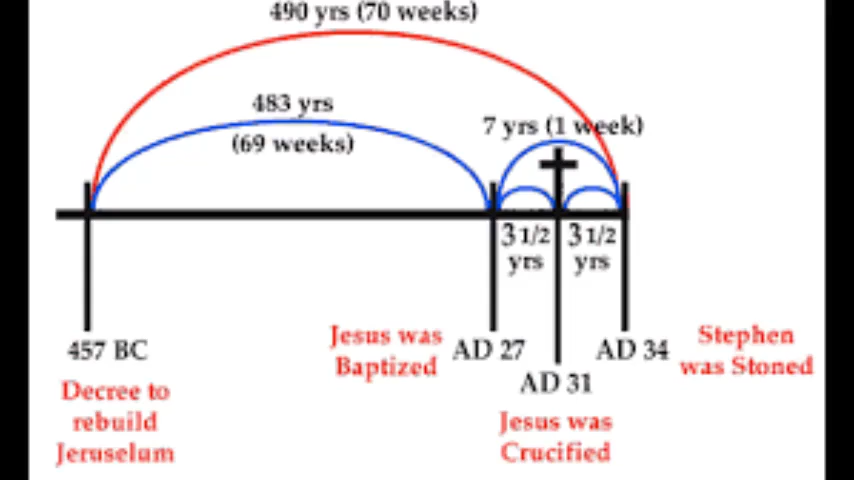 490 yrs (70 weeks)
483 yrs
(69 weeks)
7 yrs (1 week)
3 1/2
yrs
3 1/2
yrs
457 BC
Decree to
rebuild
Jeruselum
Jesus was
Baptized
AD 27
AD 31
Jesus was
Crucified
AD 34
Stephen
was Stoned